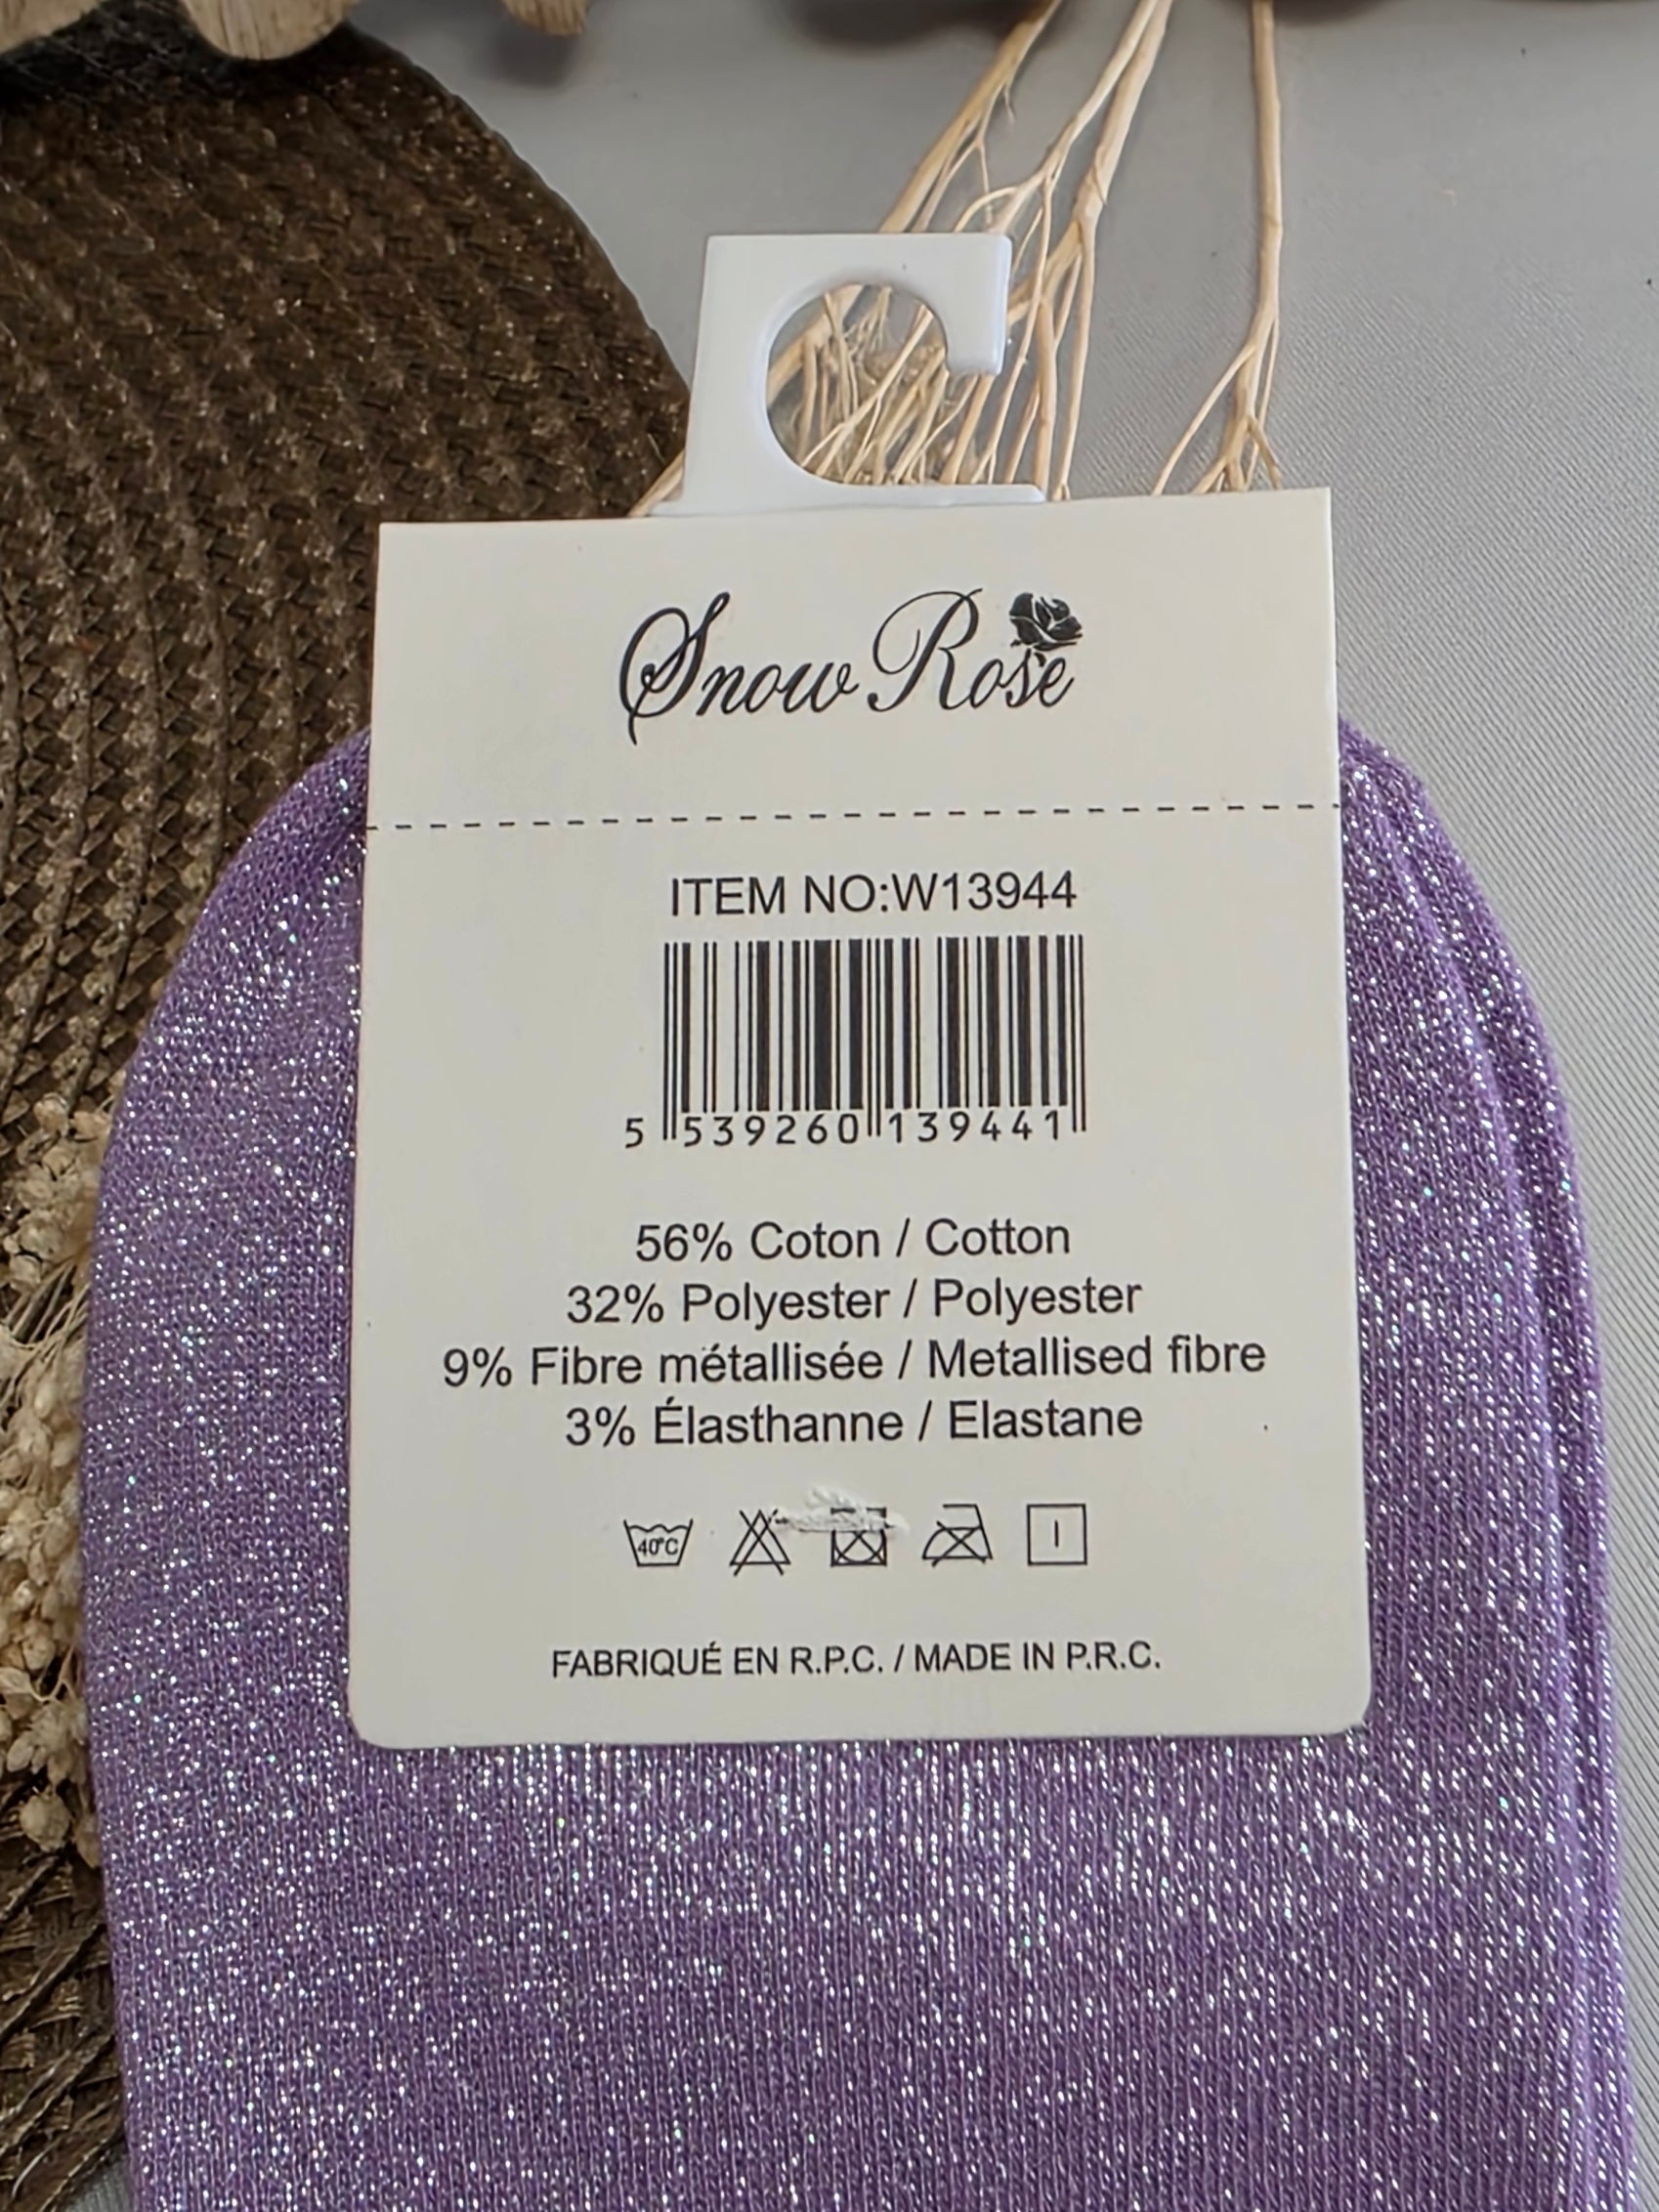 Snow Rose
ITEM NO:W13944
5 539260 139441
56% Coton / Cotton
32% Polyester / Polyester
9% Fibre métallisée / Metallised fibre
3% Élasthanne / Elastane
40°C
FABRIQUÉ EN R.P.C. / MADE IN P.R.C.